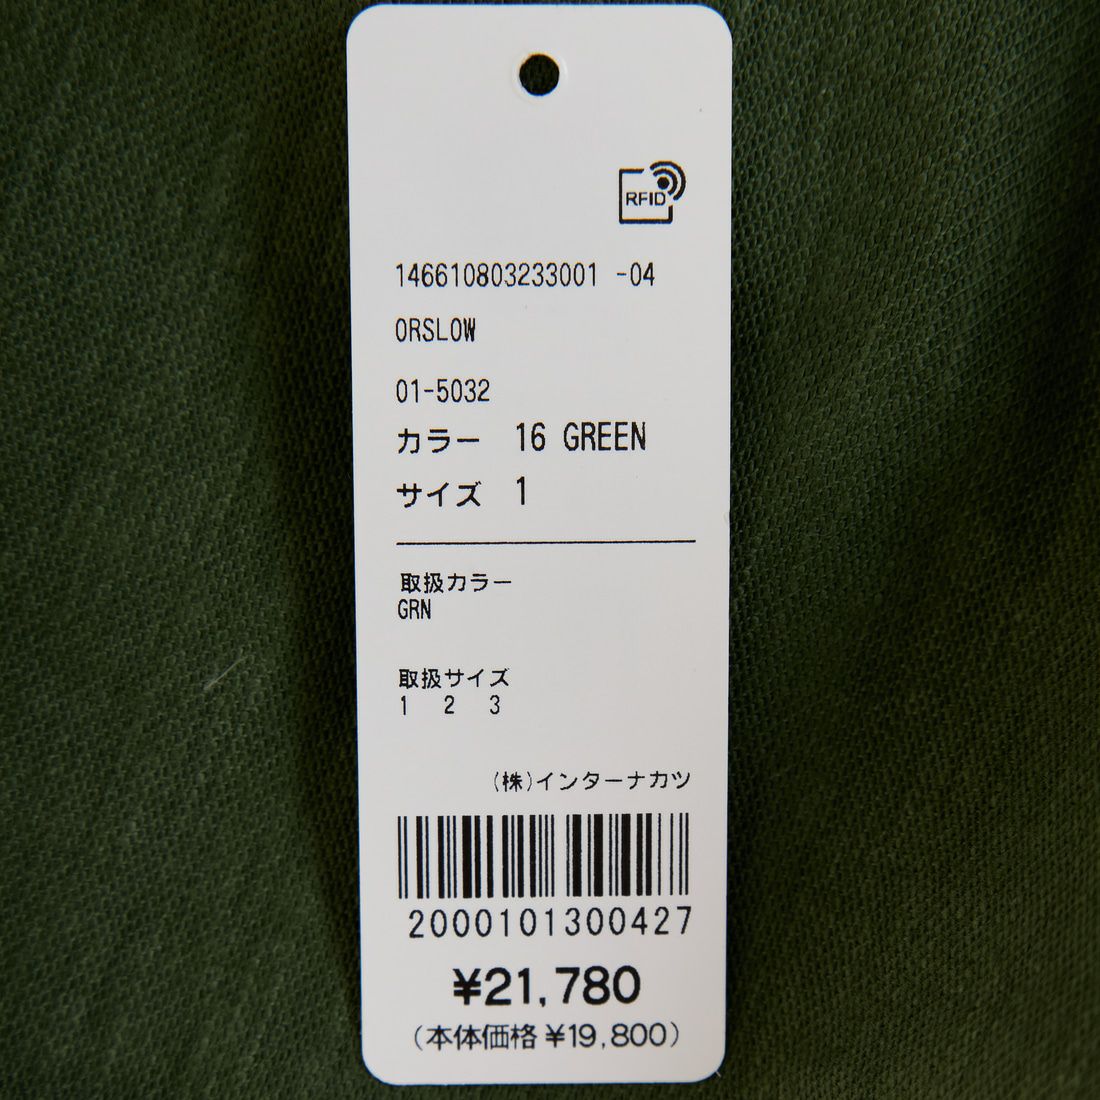 RFID
146610803233001 -04
ORSLOW
01-5032
カラー 16 GREEN
サイズ 1
取扱カラー
GRN
取扱サイズ
1 2 3
(株)インターナカツ
2000101300427
¥21,780
(本体価格 ¥19,800)